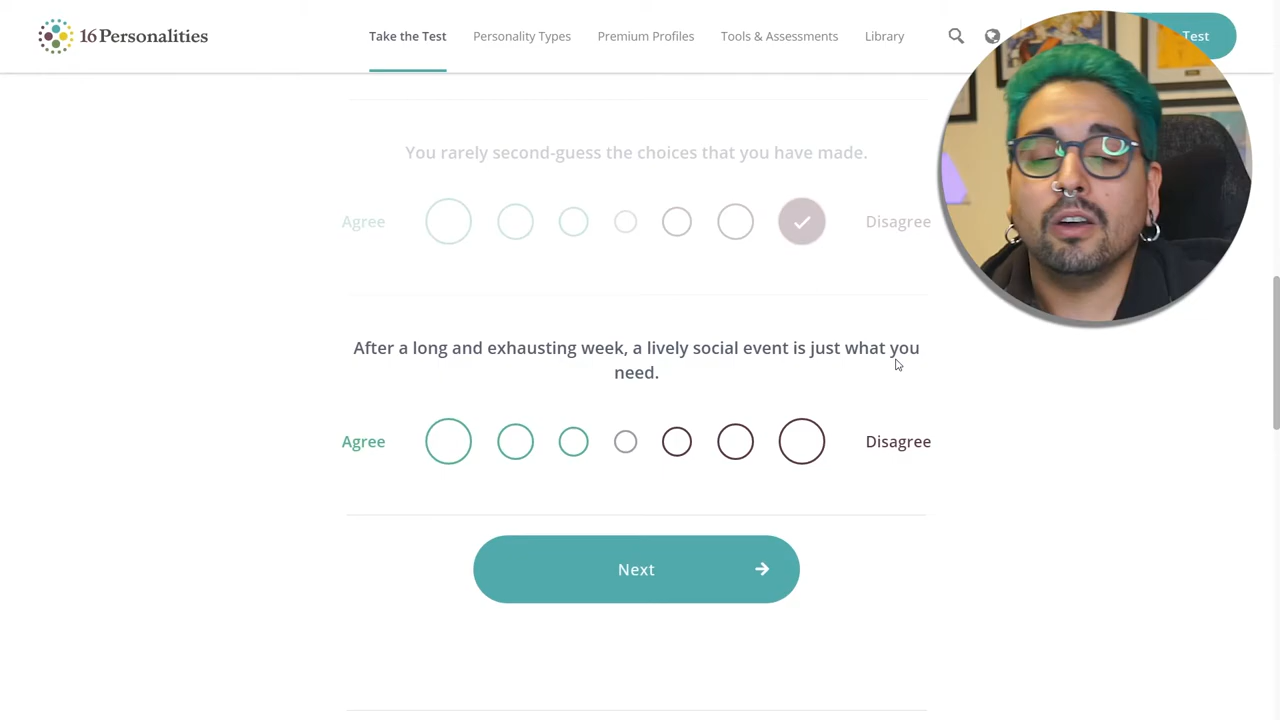 16Personalities
Take the Test
Personality Types
Premium Profiles
Tools & Assessments
Library
Test
You rarely second-guess the choices that you have made.
Agree
Disagree
After a long and exhausting week, a lively social event is just what you
need.
Agree
Disagree
Next